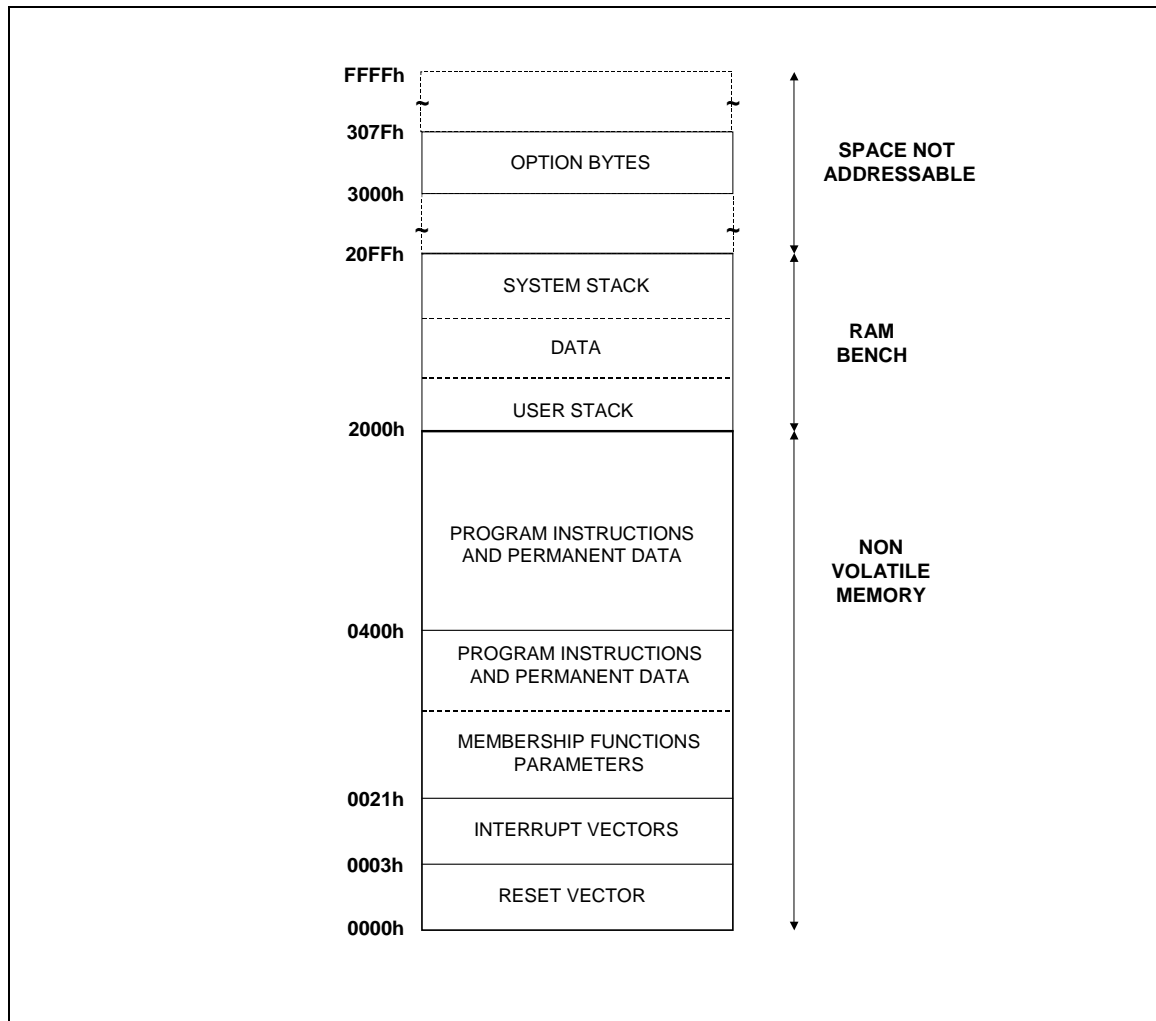 FFFFh
~ ~
307Fh
OPTION BYTES
SPACE NOT
ADDRESSABLE
3000h
~ ~
20FFh
SYSTEM STACK
DATA
RAM
BENCH
USER STACK
2000h
PROGRAM INSTRUCTIONS
AND PERMANENT DATA
NON
VOLATILE
MEMORY
0400h
PROGRAM INSTRUCTIONS
AND PERMANENT DATA
MEMBERSHIP FUNCTIONS
PARAMETERS
0021h
INTERRUPT VECTORS
0003h
RESET VECTOR
0000h